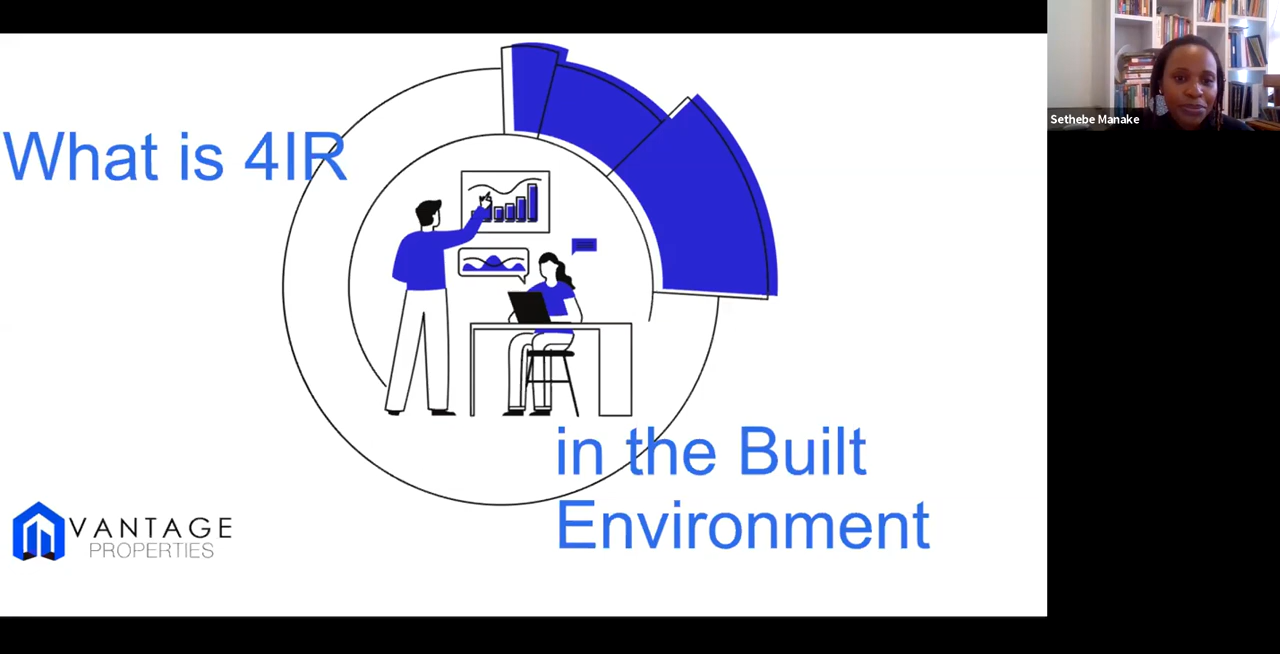 What is 4IR
in the Built
Environment
VANTAGE
PROPERTIES
Sethebe Manake